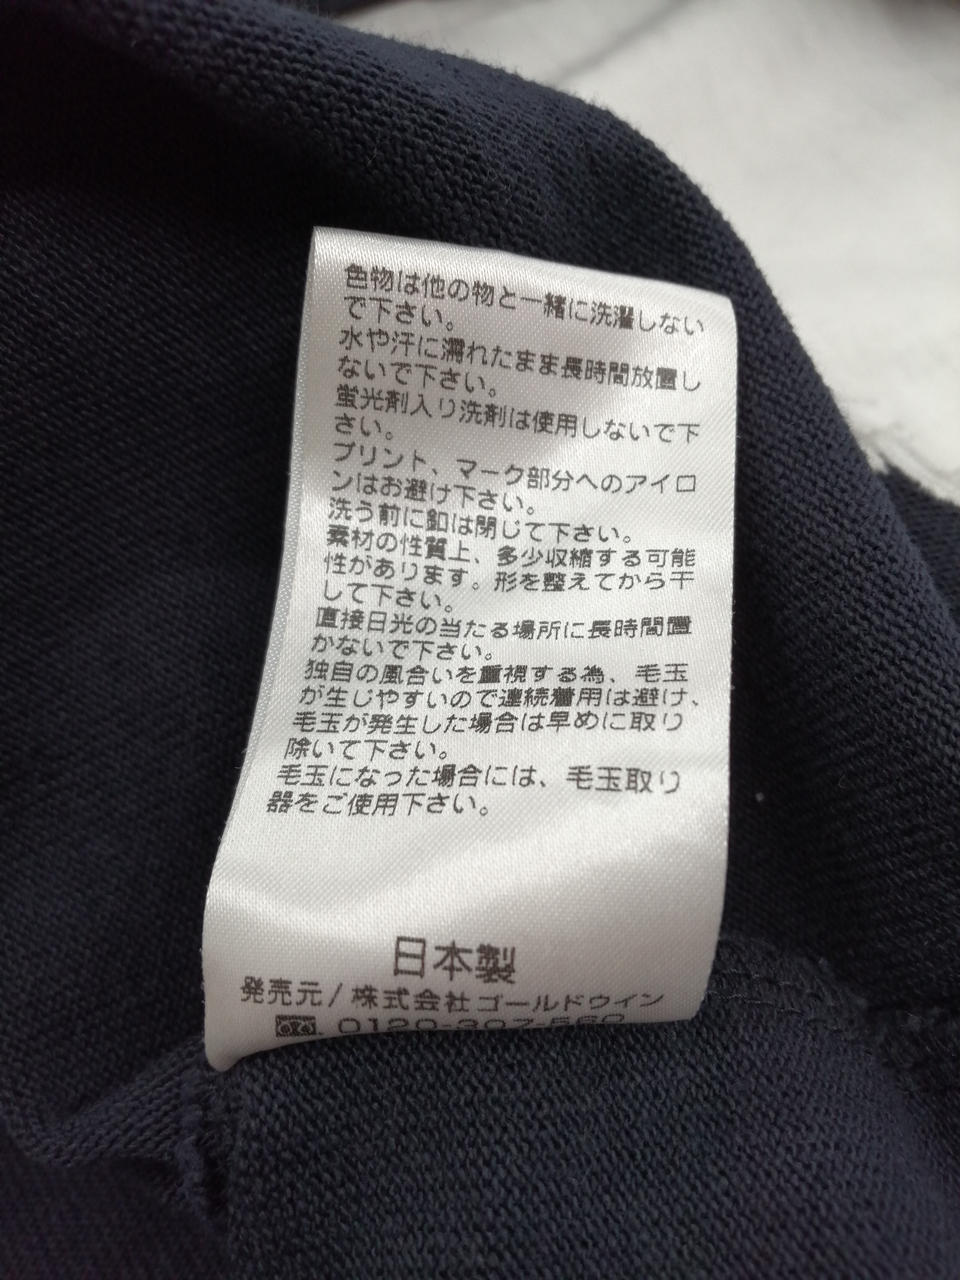 色物は他の物と一緒に洗濯しない
で下さい。
水や汗に濡れたまま長時間放置し
ないで下さい。
蛍光剤入り洗剤は使用しないで下
さい。
プリント、マーク部分へのアイロ
ンはお避け下さい。
洗う前に釦は閉じて下さい。
素材の性質上、多少収縮する可能
性があります。形を整えてから干
して下さい。
直接日光の当たる場所に長時間置
かないで下さい。
独自の風合いを重視する為、毛玉
が生じやすいので連続着用は避け、
毛玉が発生した場合は早めに取り
除いて下さい。
毛玉になった場合には、毛玉取り
器をご使用下さい。
日本製
発売元/株式会社ゴールドウイン
0120-307-560